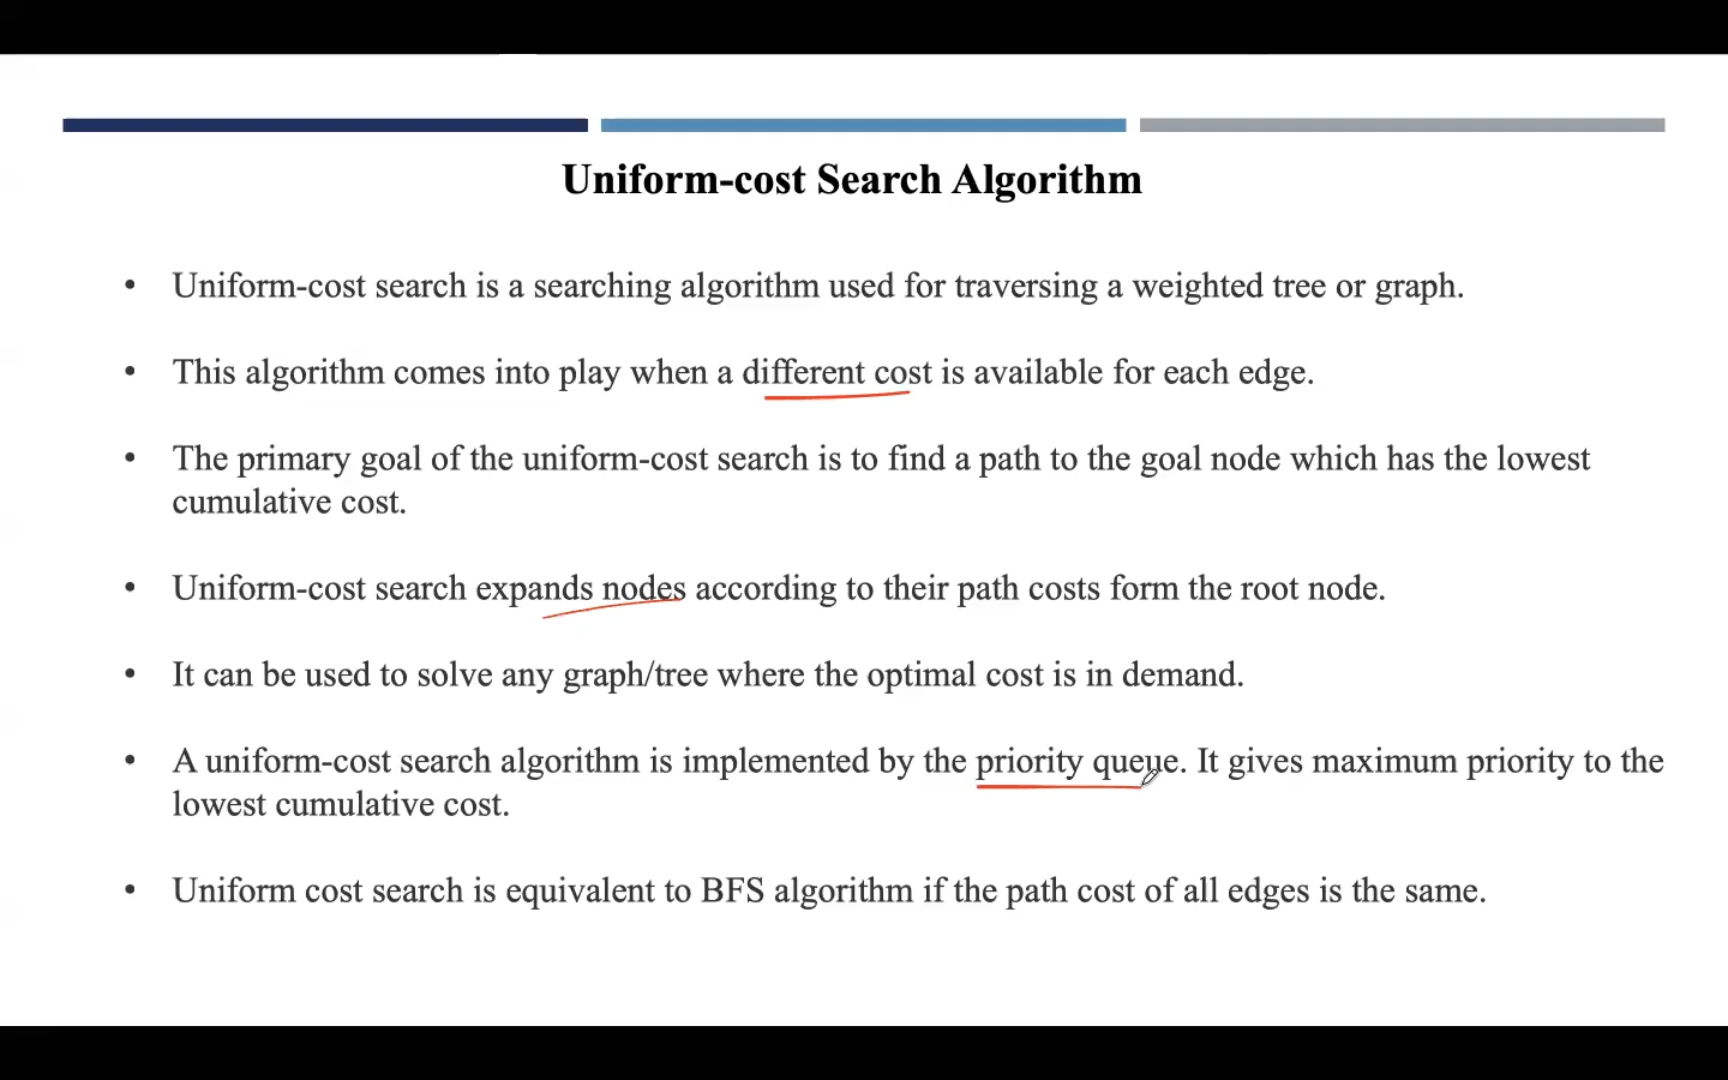 Uniform-cost Search Algorithm
• Uniform-cost search is a searching algorithm used for traversing a weighted tree or graph.
• This algorithm comes into play when a different cost is available for each edge.
• The primary goal of the uniform-cost search is to find a path to the goal node which has the lowest
cumulative cost.
• Uniform-cost search expands nodes according to their path costs form the root node.
• It can be used to solve any graph/tree where the optimal cost is in demand.
• A uniform-cost search algorithm is implemented by the priority queue. It gives maximum priority to the
lowest cumulative cost.
• Uniform cost search is equivalent to BFS algorithm if the path cost of all edges is the same.